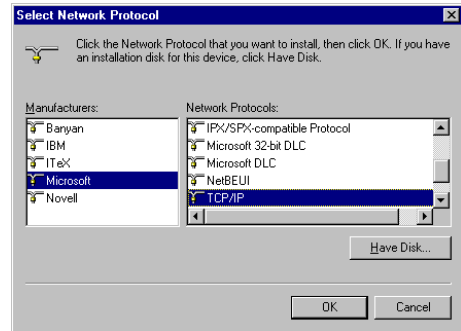 Select Network Protocol
Click the Network Protocol that you want to install, then click OK. If you have
an installation disk for this device, click Have Disk.
Manufacturers:
Banyan
IBM
ITeX
Microsoft
Novell
Network Protocols:
IPX/SPX-compatible Protocol
Microsoft 32-bit DLC
Microsoft DLC
NetBEUI
TCP/IP
Have Disk...
OK
Cancel